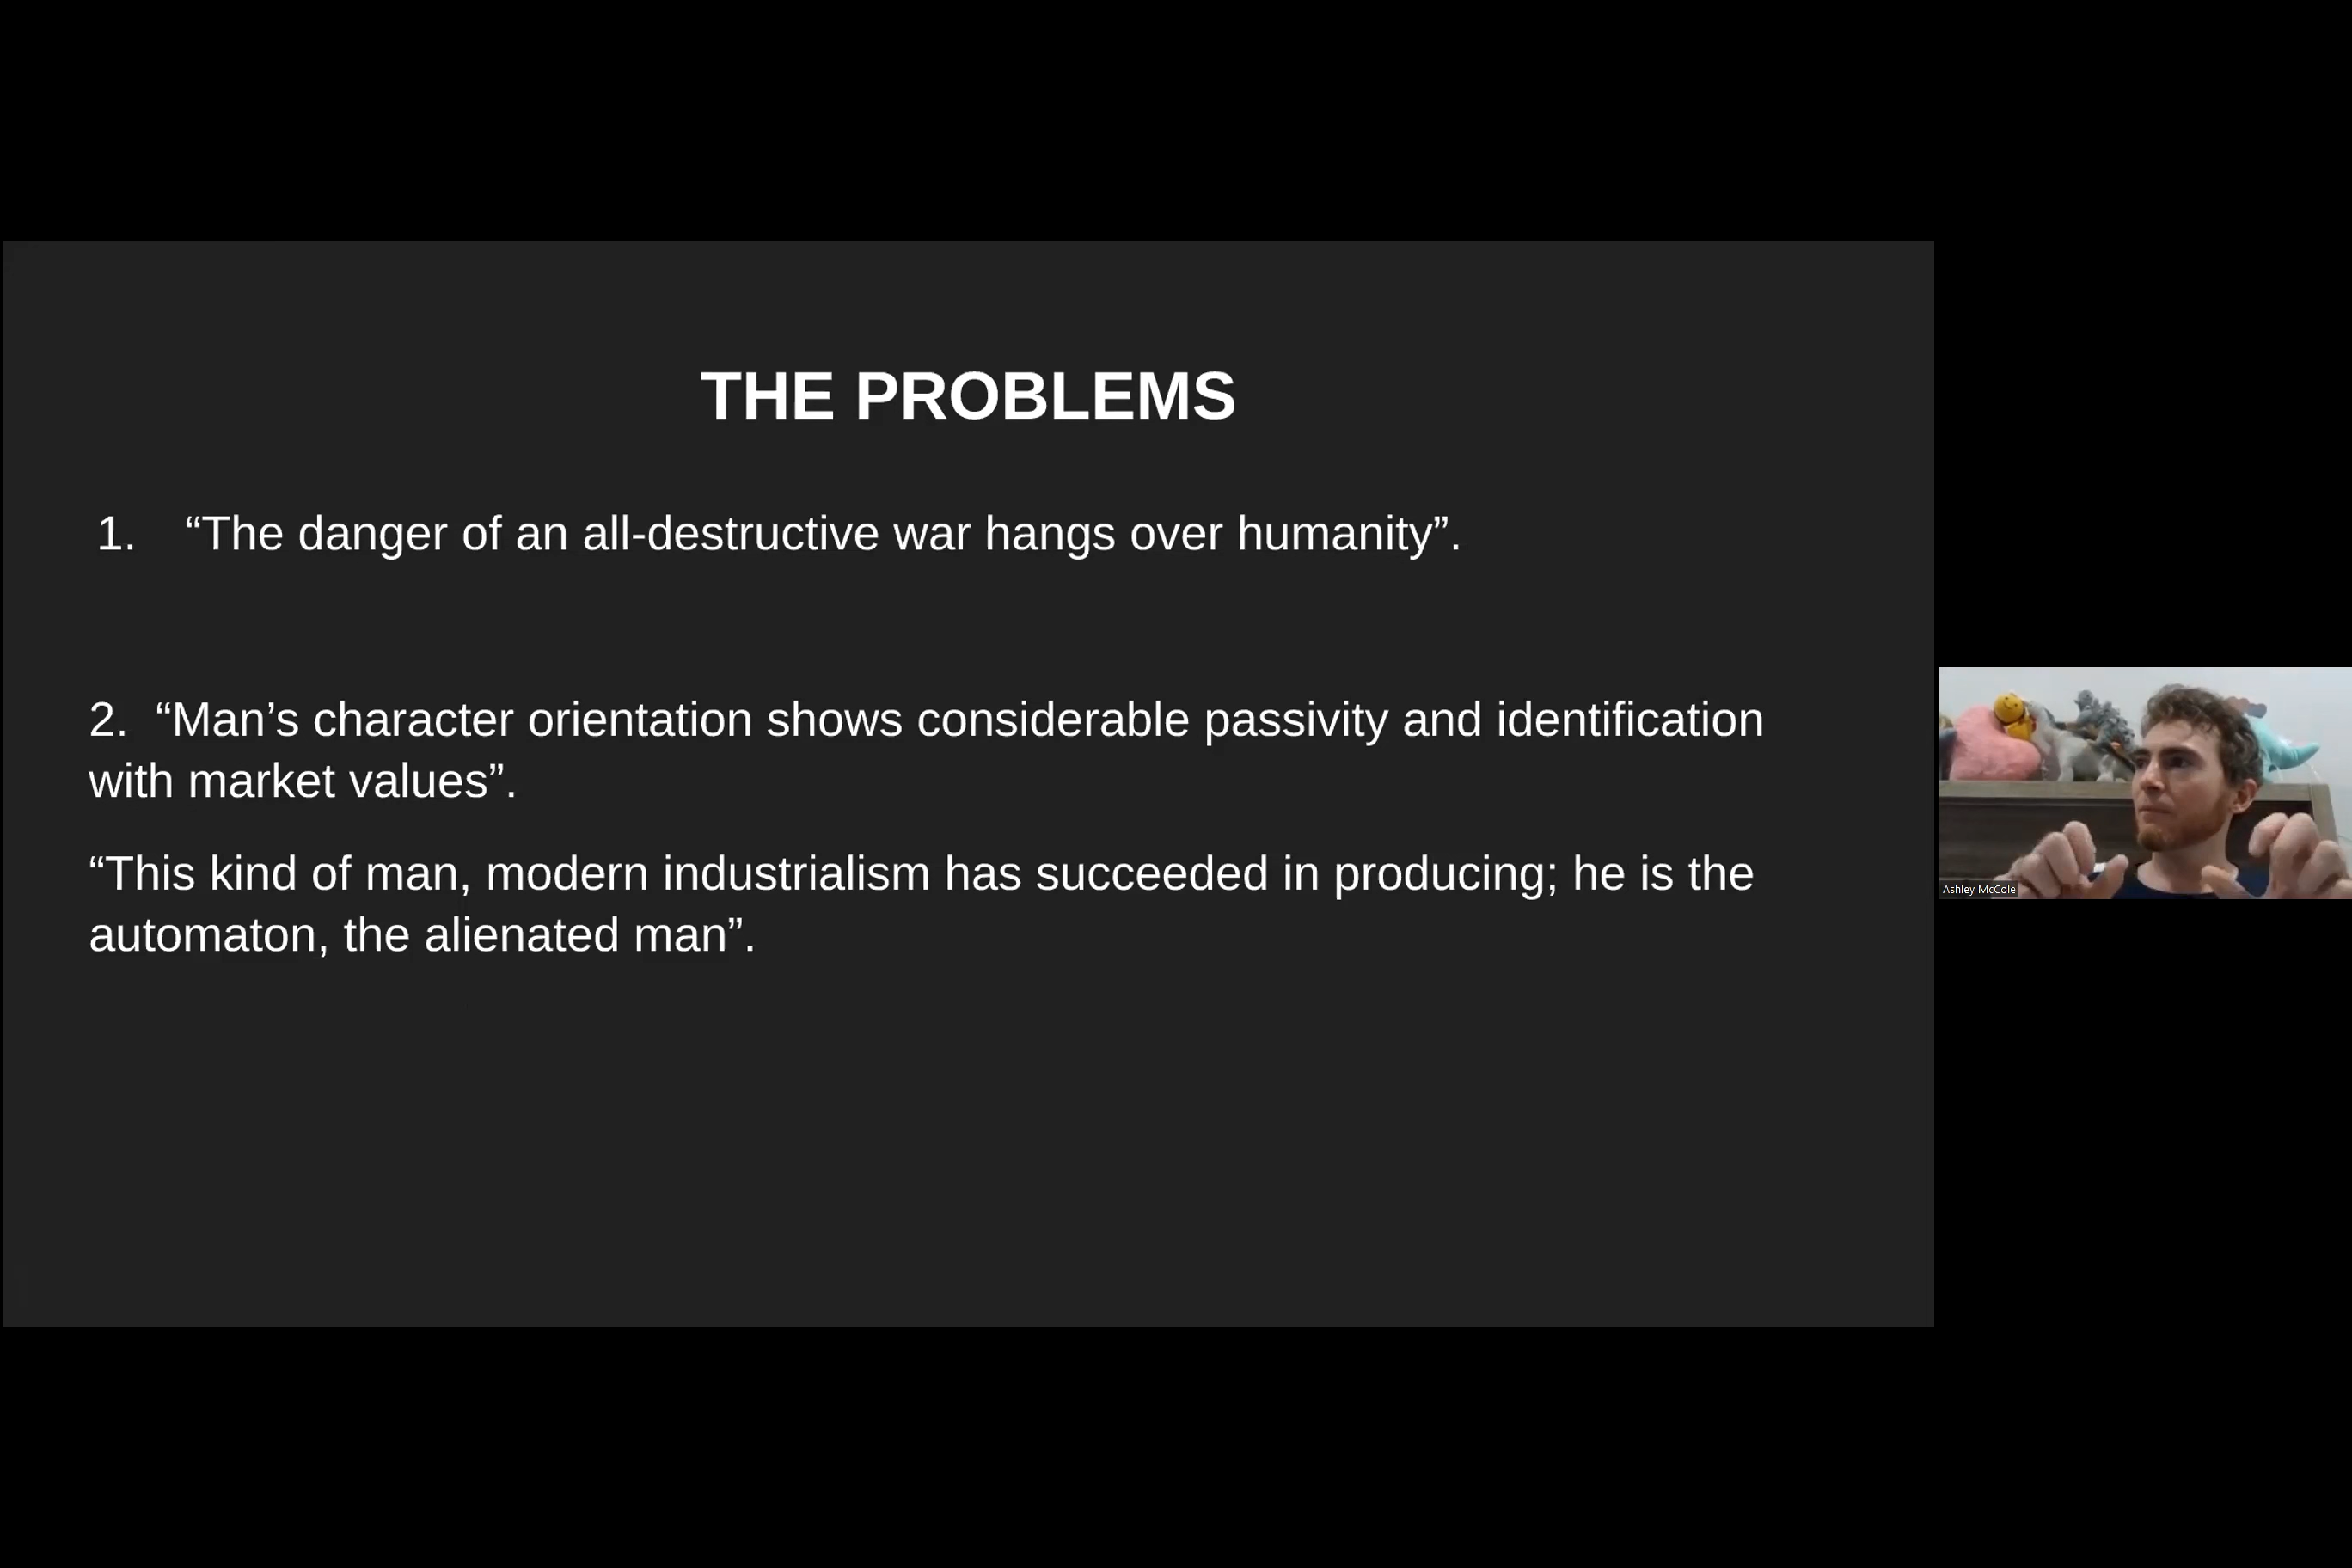 THE PROBLEMS
1. “The danger of an all-destructive war hangs over humanity”.
2. “Man’s character orientation shows considerable passivity and identification
with market values”.
“This kind of man, modern industrialism has succeeded in producing; he is the
automaton, the alienated man”.
Ashley McCole